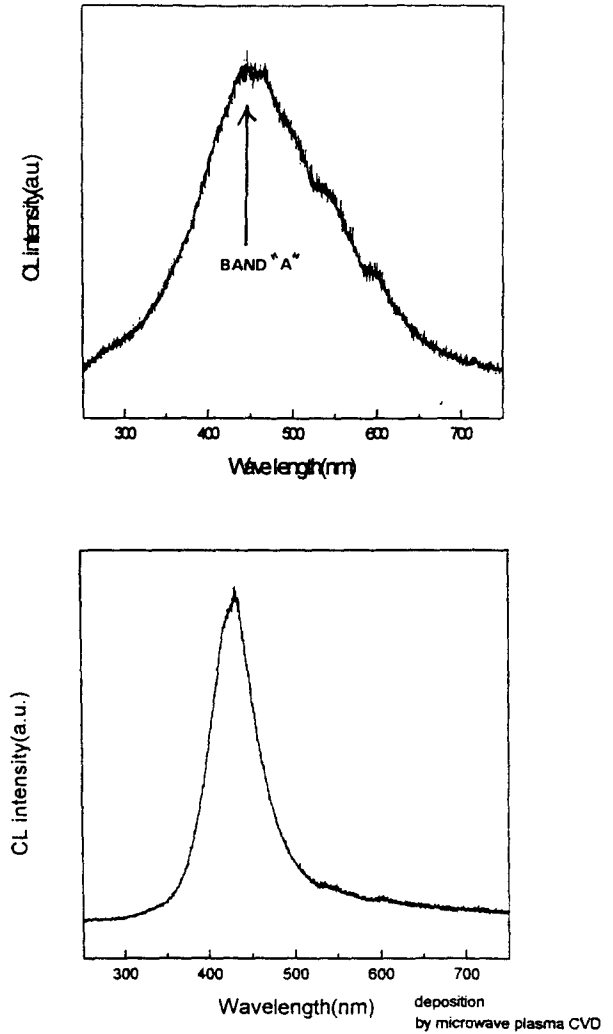 CL intensity(a.u.)
BAND "A"
300 400 500 600 700
Wavelength(nm)
CL intensity(a.u.)
300 400 500 600 700
Wavelength(nm)
deposition
by microwave plasma CVD